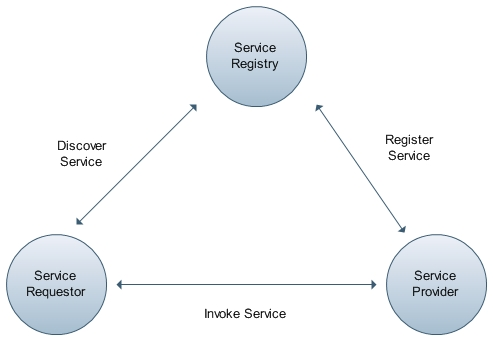 Service
Registry
Discover
Service
Register
Service
Service
Requestor
Service
Provider
Invoke Service